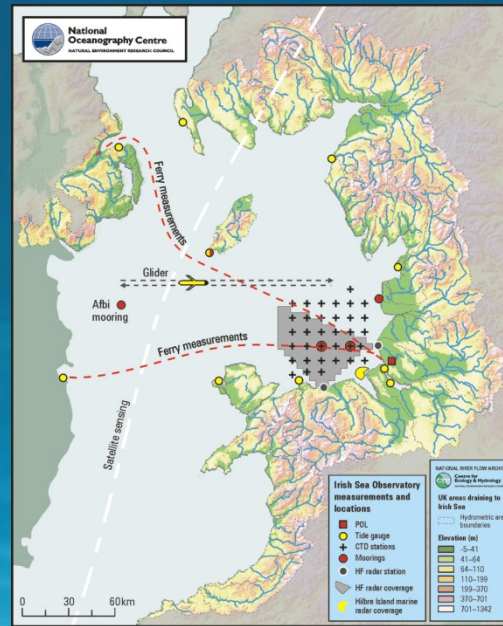 National
Oceanography Centre
NATURAL ENVIRONMENT RESEARCH COUNCIL
Ferry measurements
Glider
Afbi
mooring
Ferry measurements
Satellite sensing
0 30 60km
Irish Sea Observatory
measurements and
locations
POL
Tide gauge
CTD stations
Moorings
HF radar station
HF radar coverage
Hilbre Island marine
radar coverage
NATIONAL RIVER FLOW ARCHIVE
Centre for
Ecology & Hydrology
UK areas draining to
Irish Sea
Hydrometric area
boundaries
Elevation (m)
-5–41
41–64
64–110
110–199
199–370
370–701
701–1342